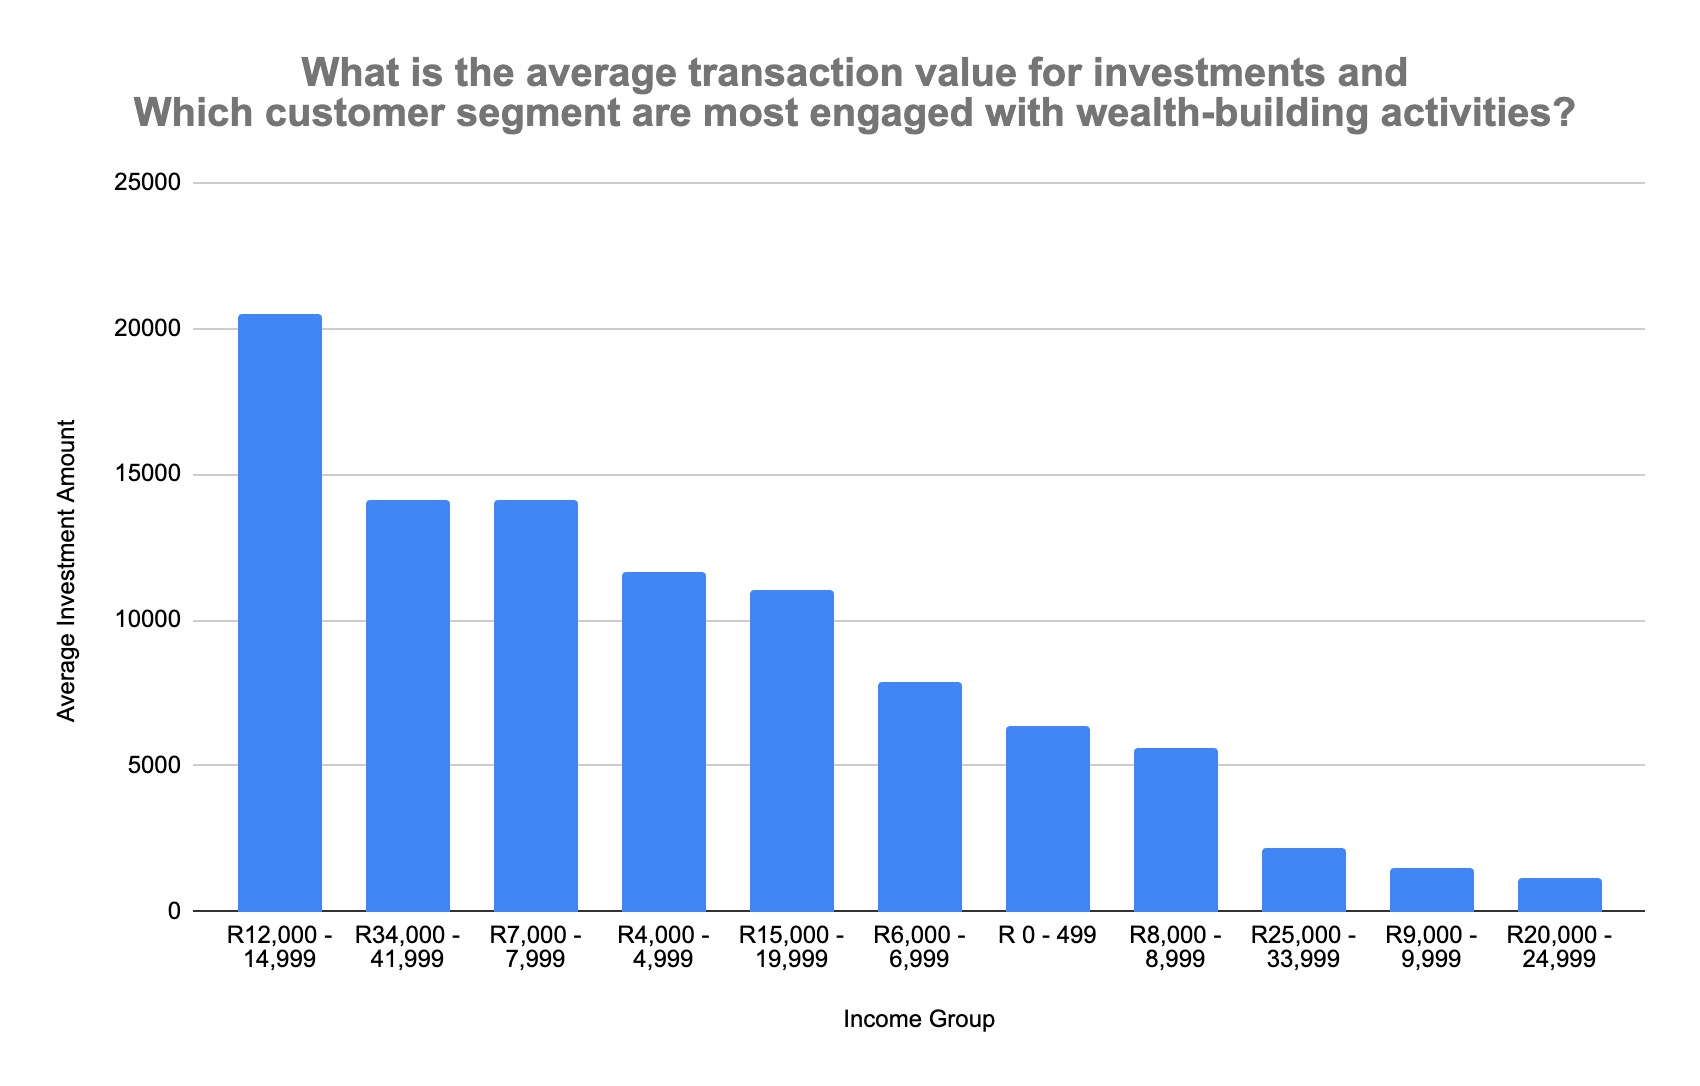 What is the average transaction value for investments and
Which customer segment are most engaged with wealth-building activities?
25000
20000
15000
10000
5000
0
Average Investment Amount
R12,000 -
14,999
R34,000 -
41,999
R7,000 -
7,999
R4,000 -
4,999
R15,000 -
19,999
R6,000 -
6,999
R 0 - 499
R8,000 -
8,999
R25,000 -
33,999
R9,000 -
9,999
R20,000 -
24,999
Income Group